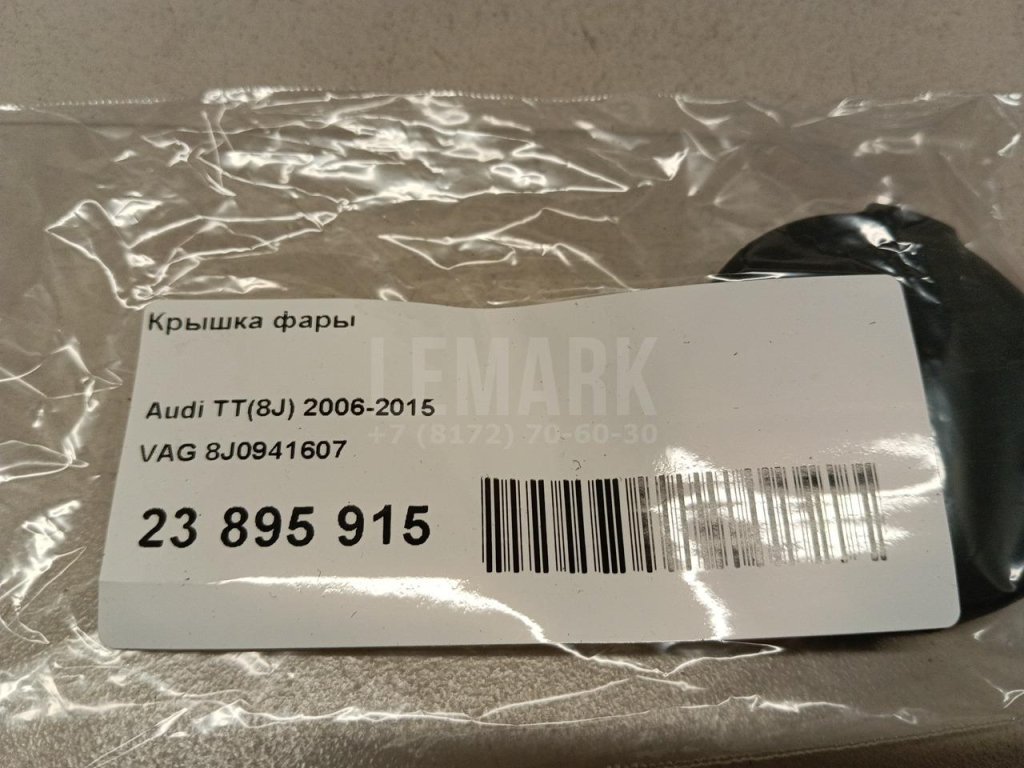 Крышка фары
LEMARK
Audi TT(8J) 2006-2015
+7 (8172) 70-60-30
VAG 8J0941607
23 895 915